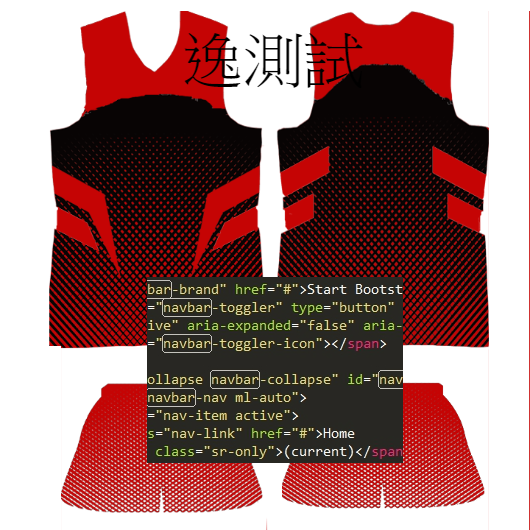 逸測試
bar-brand" href="#">Start Bootst
="navbar-toggler" type="button"
ive" aria-expanded="false" aria-
="navbar-toggler-icon"></span>
ollapse navbar-collapse" id="nav
navbar-nav ml-auto">
="nav-item active">
s="nav-link" href="#">Home
class="sr-only">(current)</span